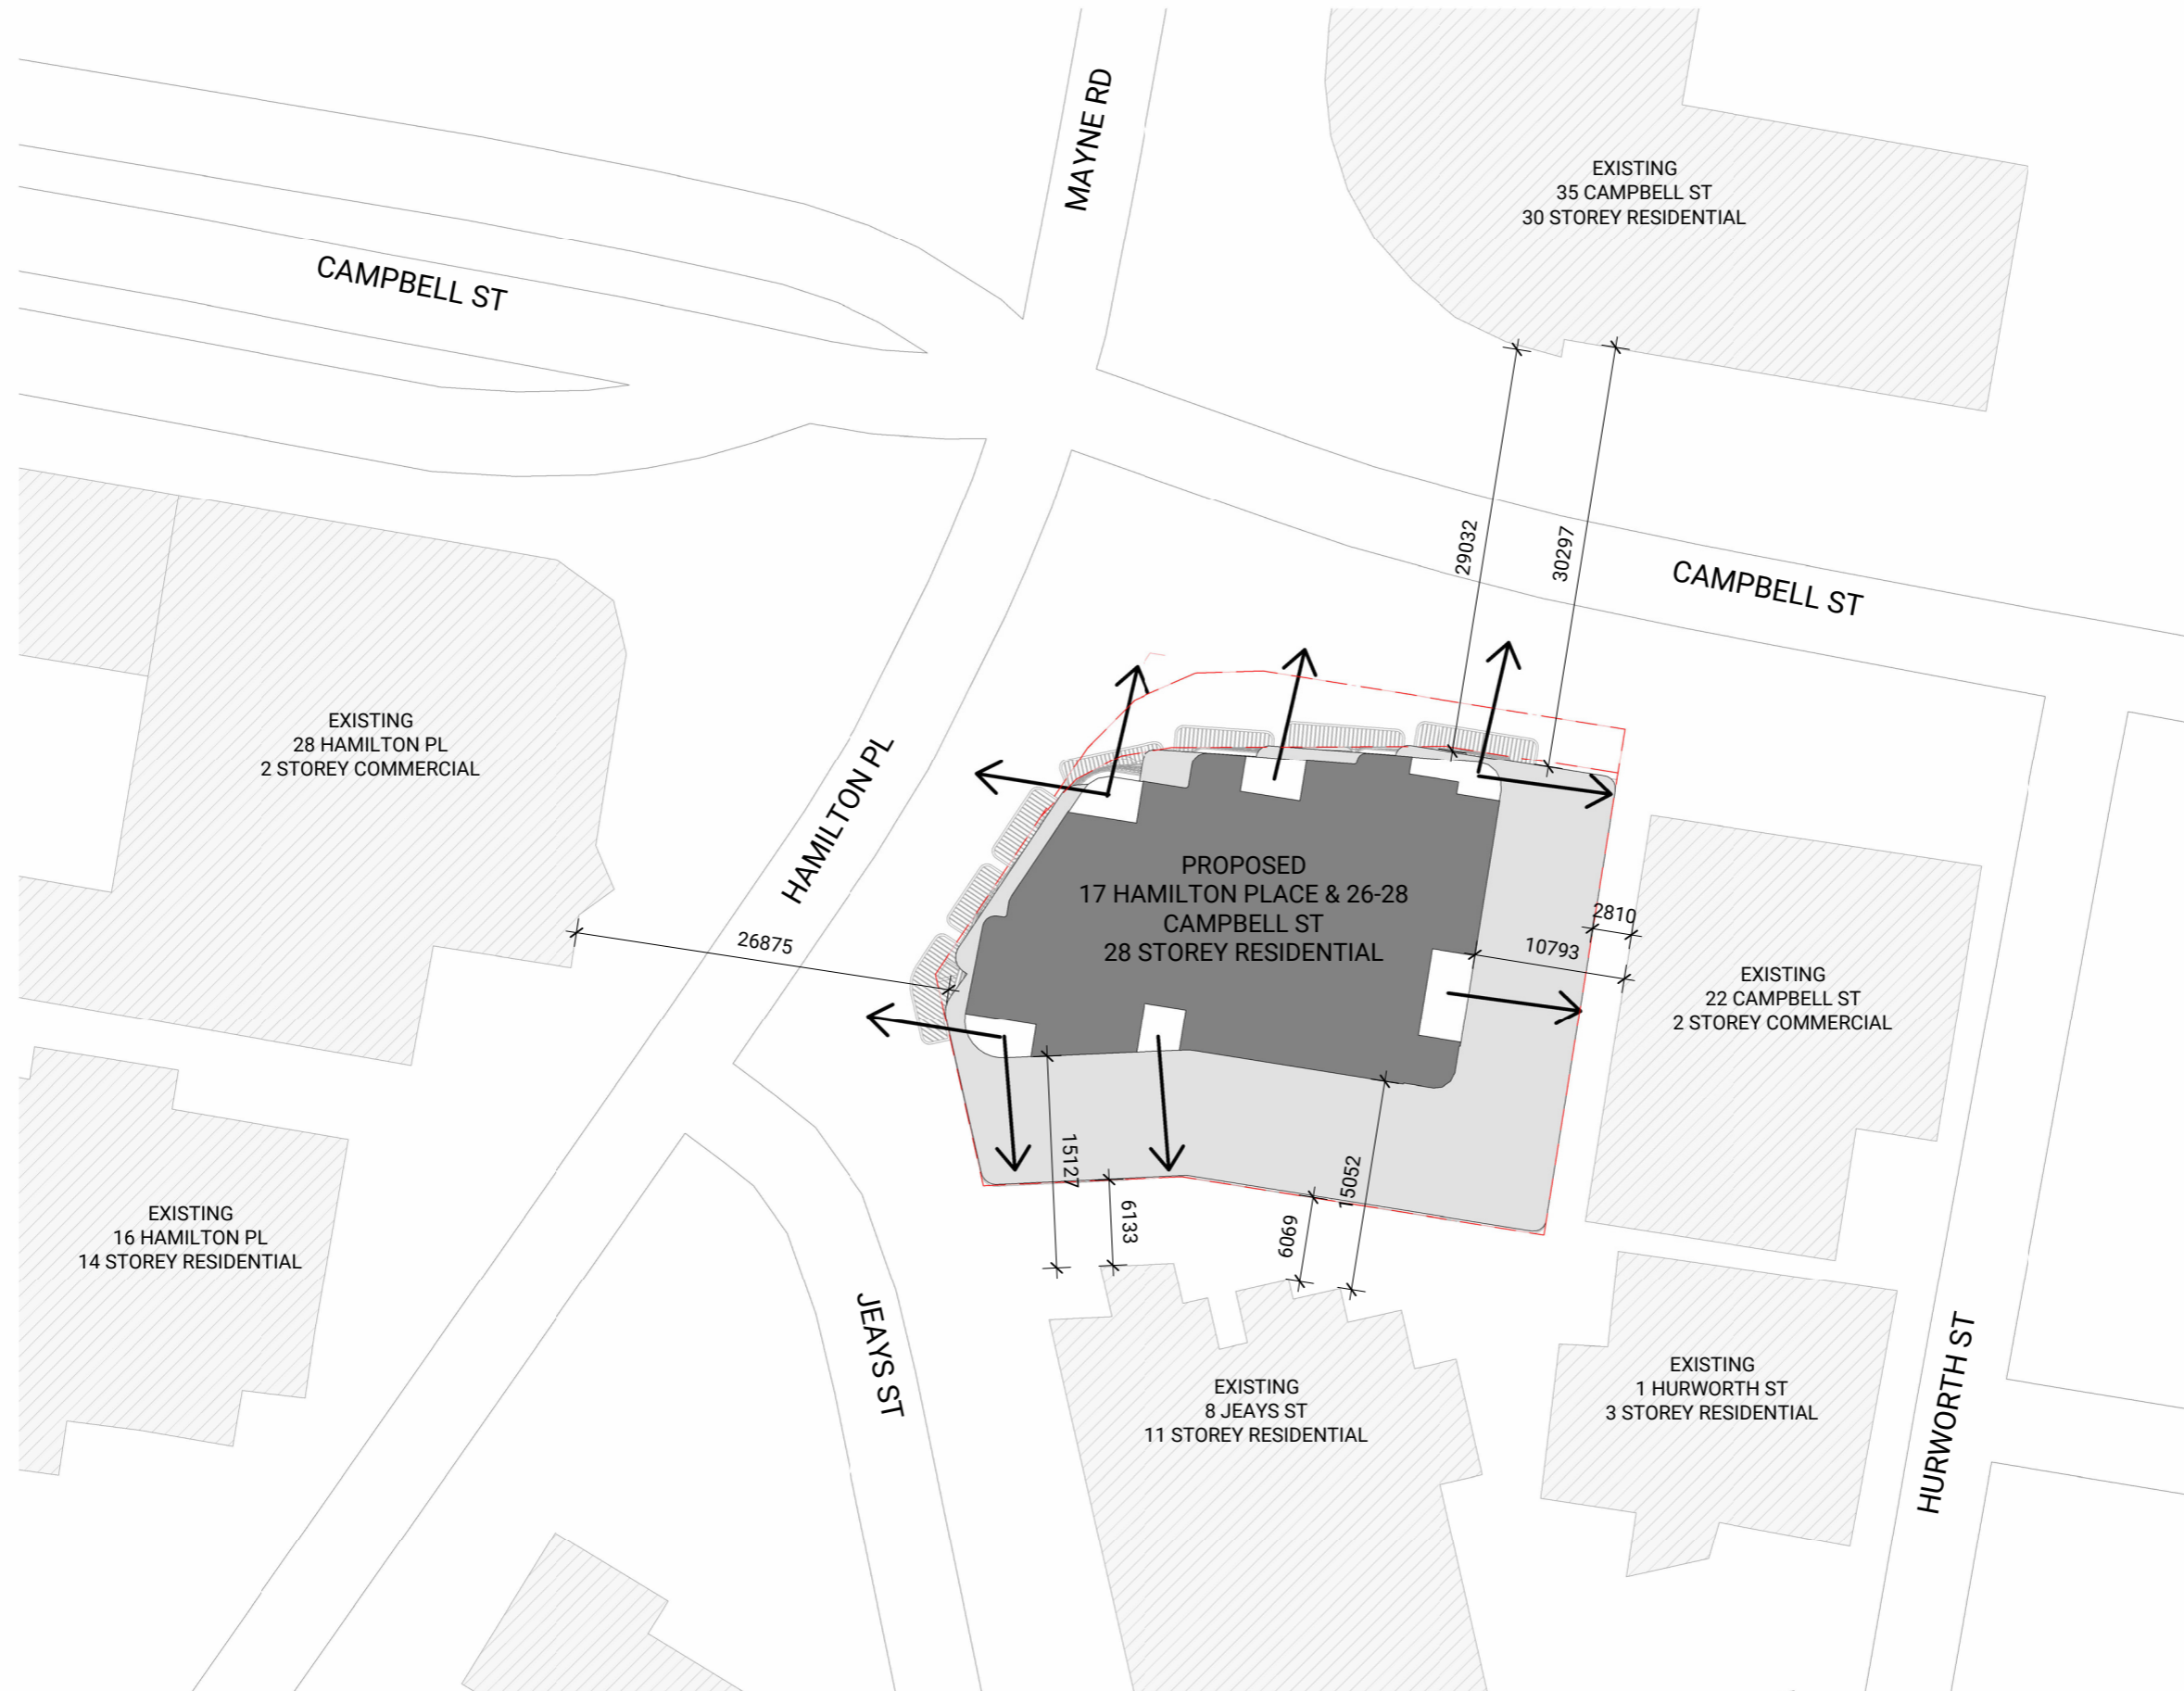 MAYNE RD
EXISTING
35 CAMPBELL ST
30 STOREY RESIDENTIAL
CAMPBELL ST
29032
30297
CAMPBELL ST
EXISTING
28 HAMILTON PL
2 STOREY COMMERCIAL
HAMILTON PL
PROPOSED
17 HAMILTON PLACE & 26-28
CAMPBELL ST
28 STOREY RESIDENTIAL
2810
26875
10793
EXISTING
22 CAMPBELL ST
2 STOREY COMMERCIAL
15127
15052
6133
6069
EXISTING
16 HAMILTON PL
14 STOREY RESIDENTIAL
JEAYS ST
EXISTING
8 JEAYS ST
11 STOREY RESIDENTIAL
EXISTING
1 HURWORTH ST
3 STOREY RESIDENTIAL
HURWORTH ST